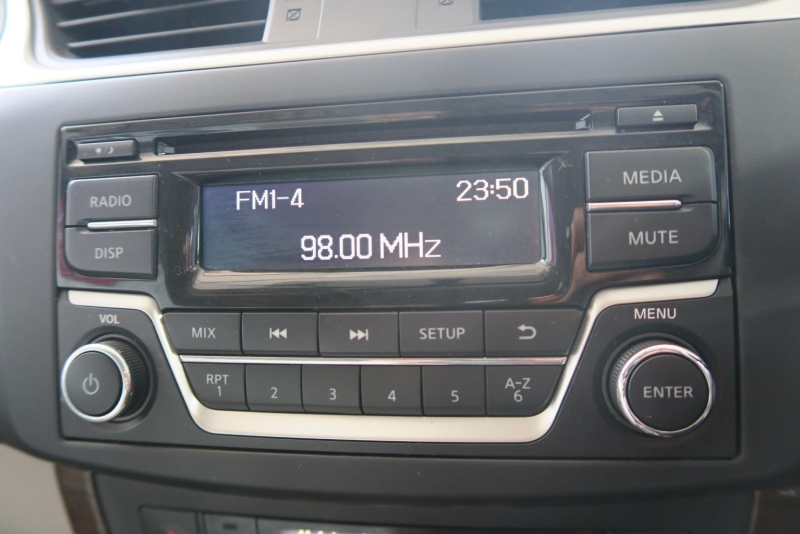 FM1-4 23:50
98.00 MHz
RADIO
DISP
MEDIA
MUTE
VOL
MENU
MIX SETUP
RPT A-Z
1 2 3 4 5 6
ENTER